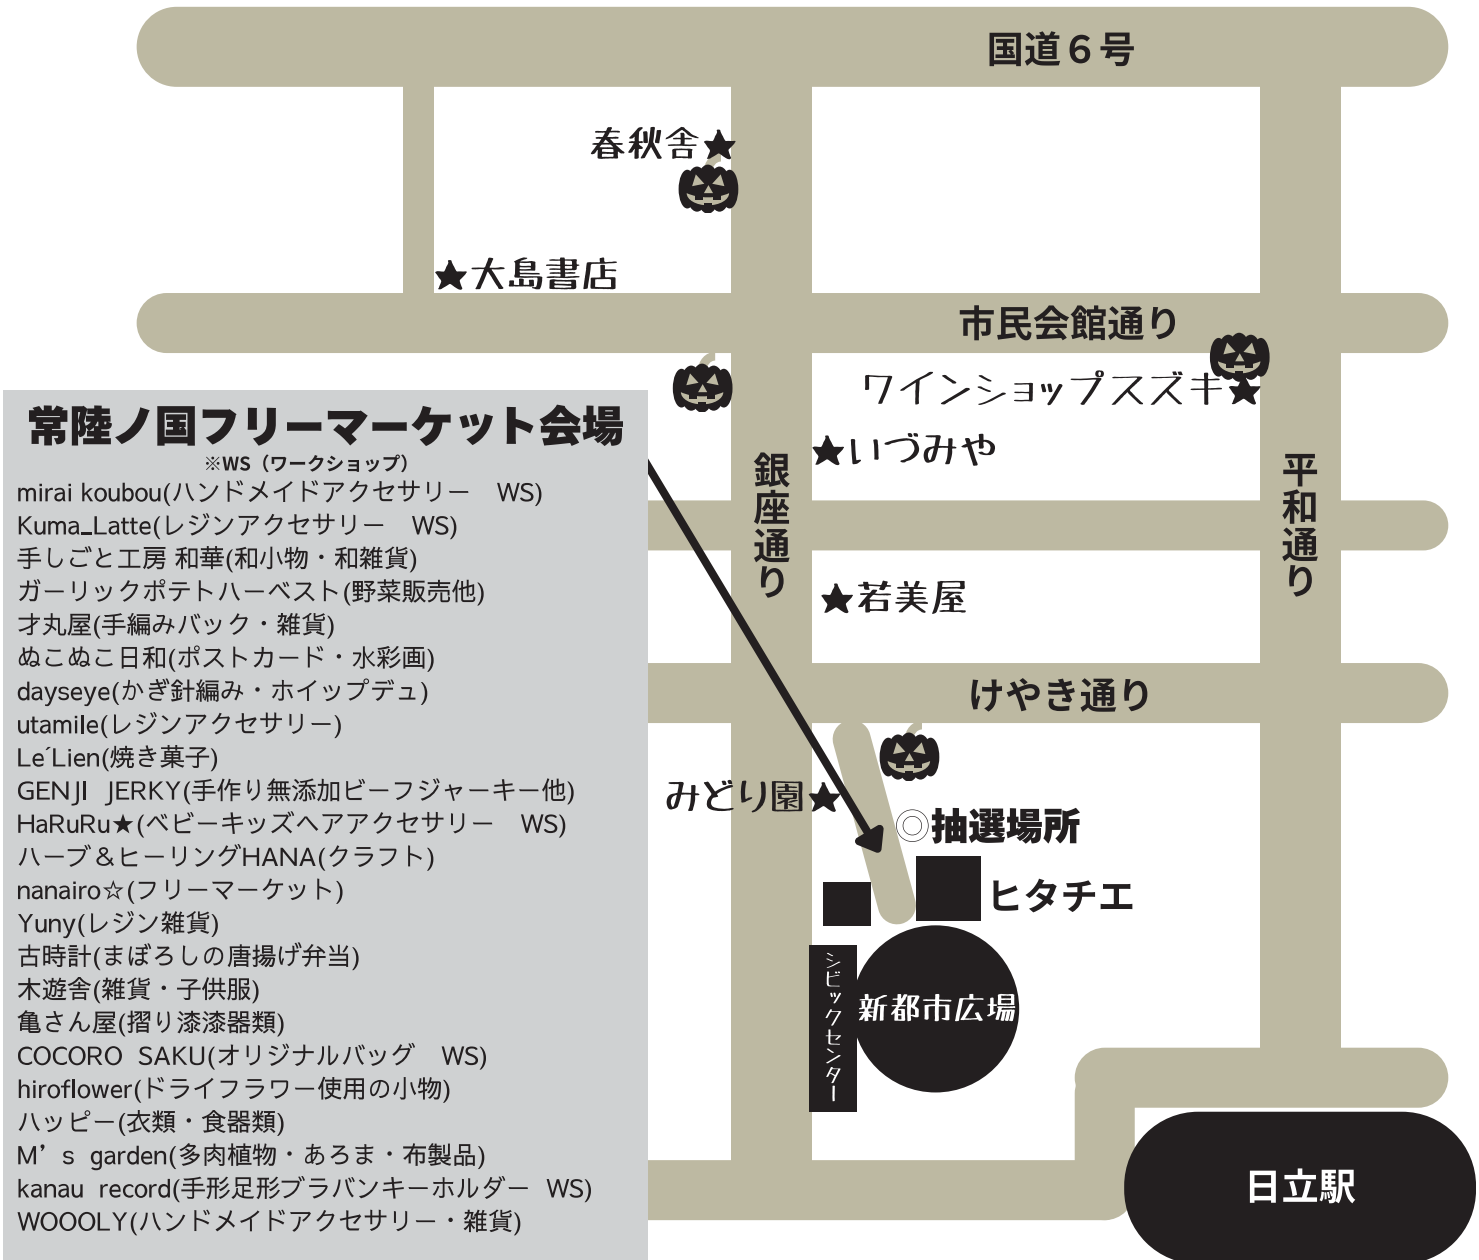 国道６号
春秋舎★
★大島書店
市民会館通り
ワインショップスズキ★
★いづみや
銀座通り
平和通り
★若美屋
けやき通り
みどり園★
◎抽選場所
ヒタチエ
シビックセンター
新都市広場
日立駅
常陸ノ国フリーマーケット会場
※WS（ワークショップ）
mirai koubou(ハンドメイドアクセサリー　WS)
Kuma_Latte(レジンアクセサリー　WS)
手しごと工房 和華(和小物・和雑貨)
ガーリックポテトハーベスト(野菜販売他)
才丸屋(手編みバック・雑貨)
ぬこぬこ日和(ポストカード・水彩画)
dayseye(かぎ針編み・ホイップデュ)
utamile(レジンアクセサリー)
Le´Lien(焼き菓子)
GENJI　JERKY(手作り無添加ビーフジャーキー他)
HaRuRu★(ベビーキッズヘアアクセサリー　WS)
ハーブ＆ヒーリングHANA(クラフト)
nanairo☆(フリーマーケット)
Yuny(レジン雑貨)
古時計(まぼろしの唐揚げ弁当)
木遊舎(雑貨・子供服)
亀さん屋(摺り漆漆器類)
COCORO　SAKU(オリジナルバッグ　WS)
hiroflower(ドライフラワー使用の小物)
ハッピー(衣類・食器類)
M’s garden(多肉植物・あろま・布製品)
kanau record(手形足形プラバンキーホルダー WS)
WOOOLY(ハンドメイドアクセサリー・雑貨)